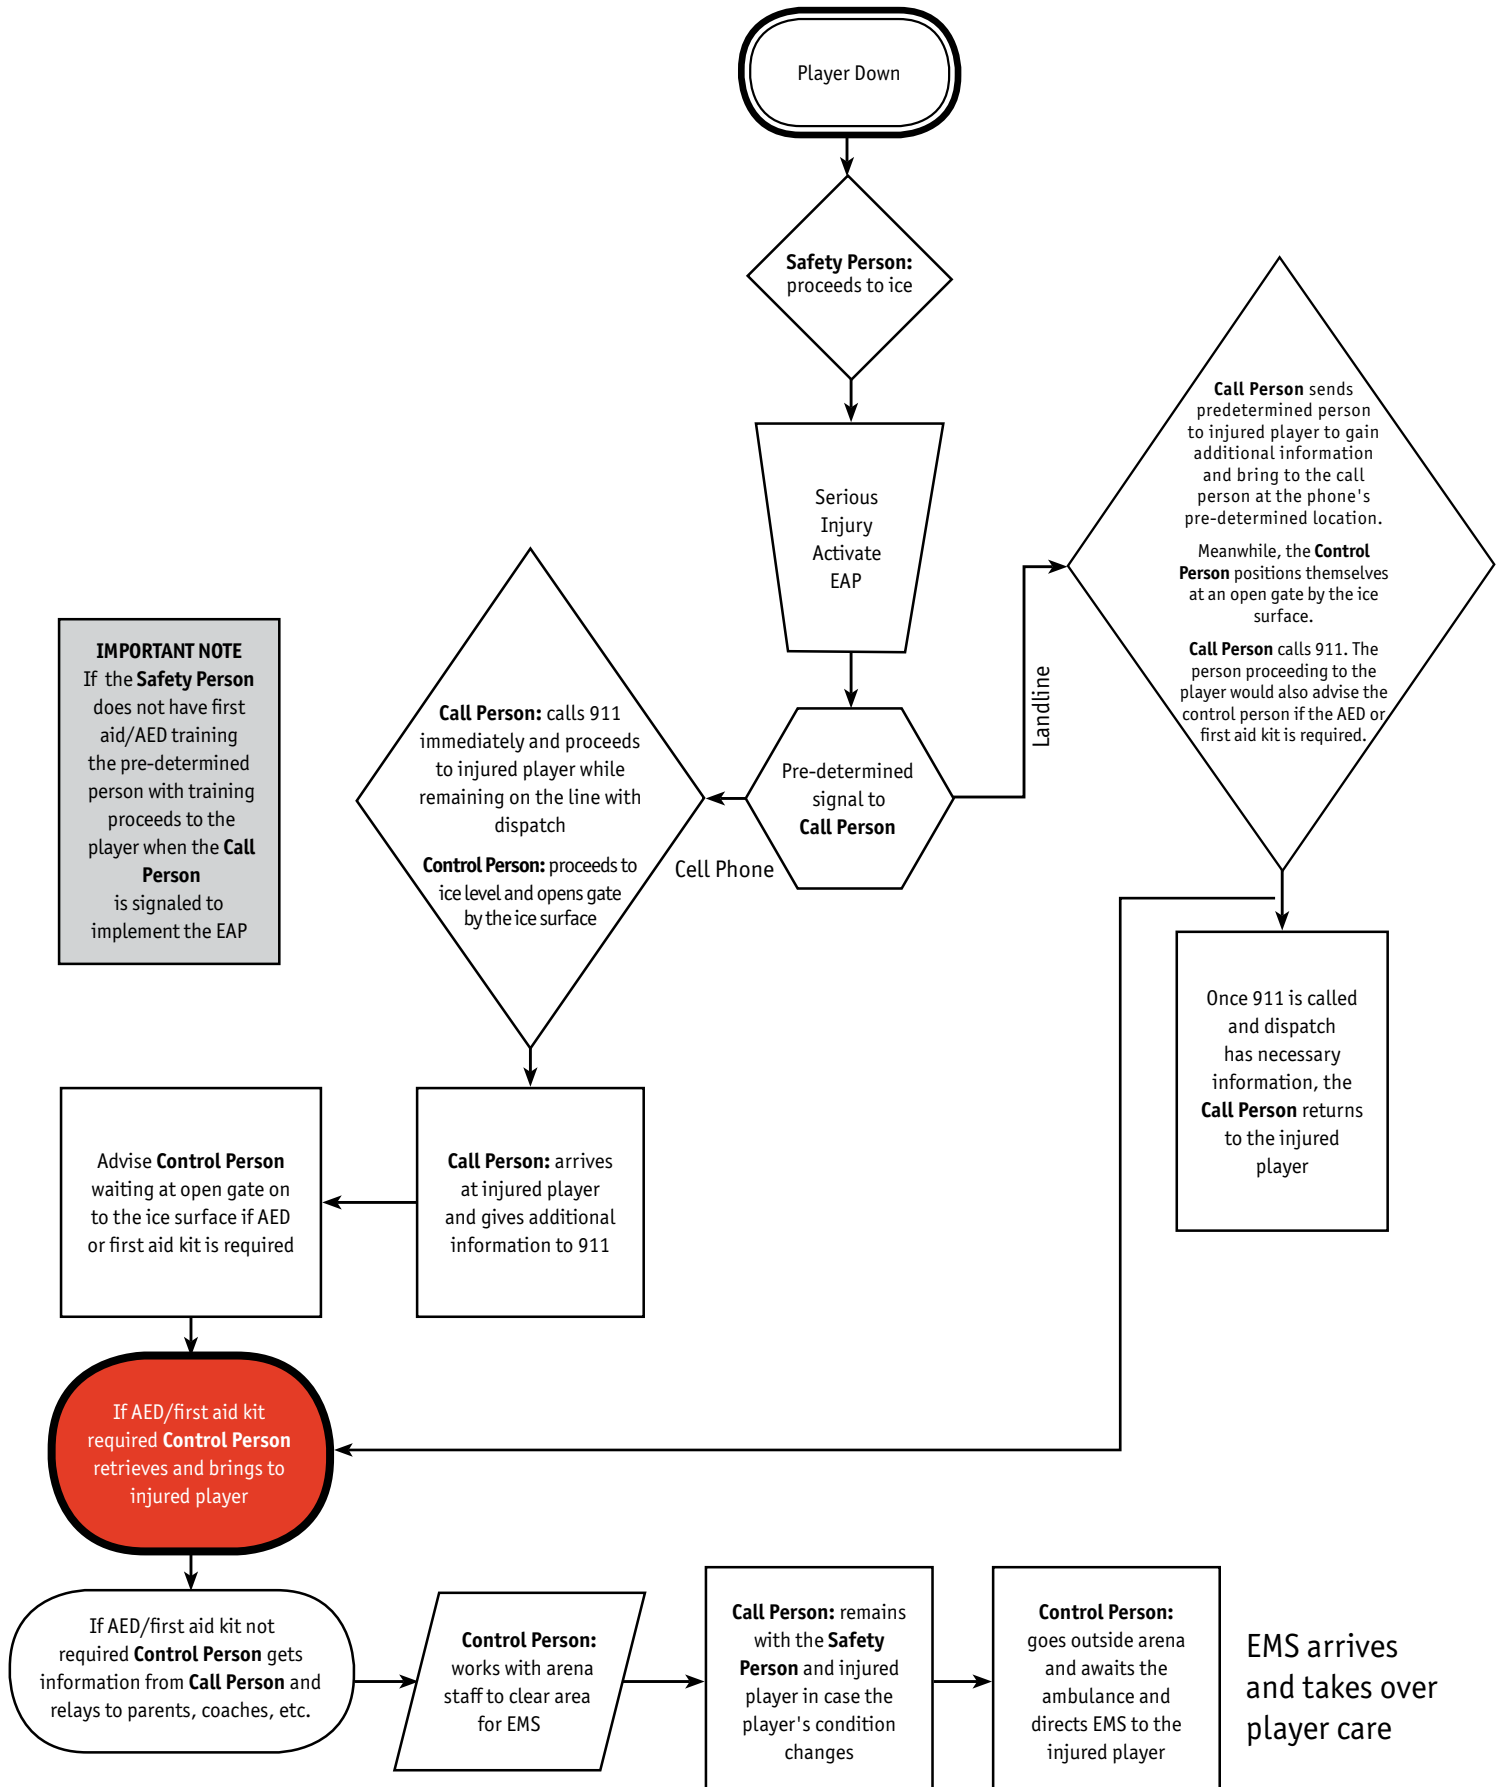 Player Down
Safety Person:
proceeds to ice
Serious
Injury
Activate
EAP
Pre-determined
signal to
Call Person
Cell Phone
Landline
Call Person sends
predetermined person
to injured player to gain
additional information
and bring to the call
person at the phone's
pre-determined location.
Meanwhile, the Control
Person positions themselves
at an open gate by the ice
surface.
Call Person calls 911. The
person proceeding to the
player would also advise the
control person if the AED or
first aid kit is required.
Once 911 is called
and dispatch
has necessary
information, the
Call Person returns
to the injured
player
IMPORTANT NOTE
If the Safety Person
does not have first
aid/AED training
the pre-determined
person with training
proceeds to the
player when the Call
Person
is signaled to
implement the EAP
Call Person: calls 911
immediately and proceeds
to injured player while
remaining on the line with
dispatch
Control Person: proceeds to
ice level and opens gate
by the ice surface
Call Person: arrives
at injured player
and gives additional
information to 911
Advise Control Person
waiting at open gate on
to the ice surface if AED
or first aid kit is required
If AED/first aid kit
required Control Person
retrieves and brings to
injured player
If AED/first aid kit not
required Control Person gets
information from Call Person and
relays to parents, coaches, etc.
Control Person:
works with arena
staff to clear area
for EMS
Call Person: remains
with the Safety
Person and injured
player in case the
player's condition
changes
Control Person:
goes outside arena
and awaits the
ambulance and
directs EMS to the
injured player
EMS arrives
and takes over
player care